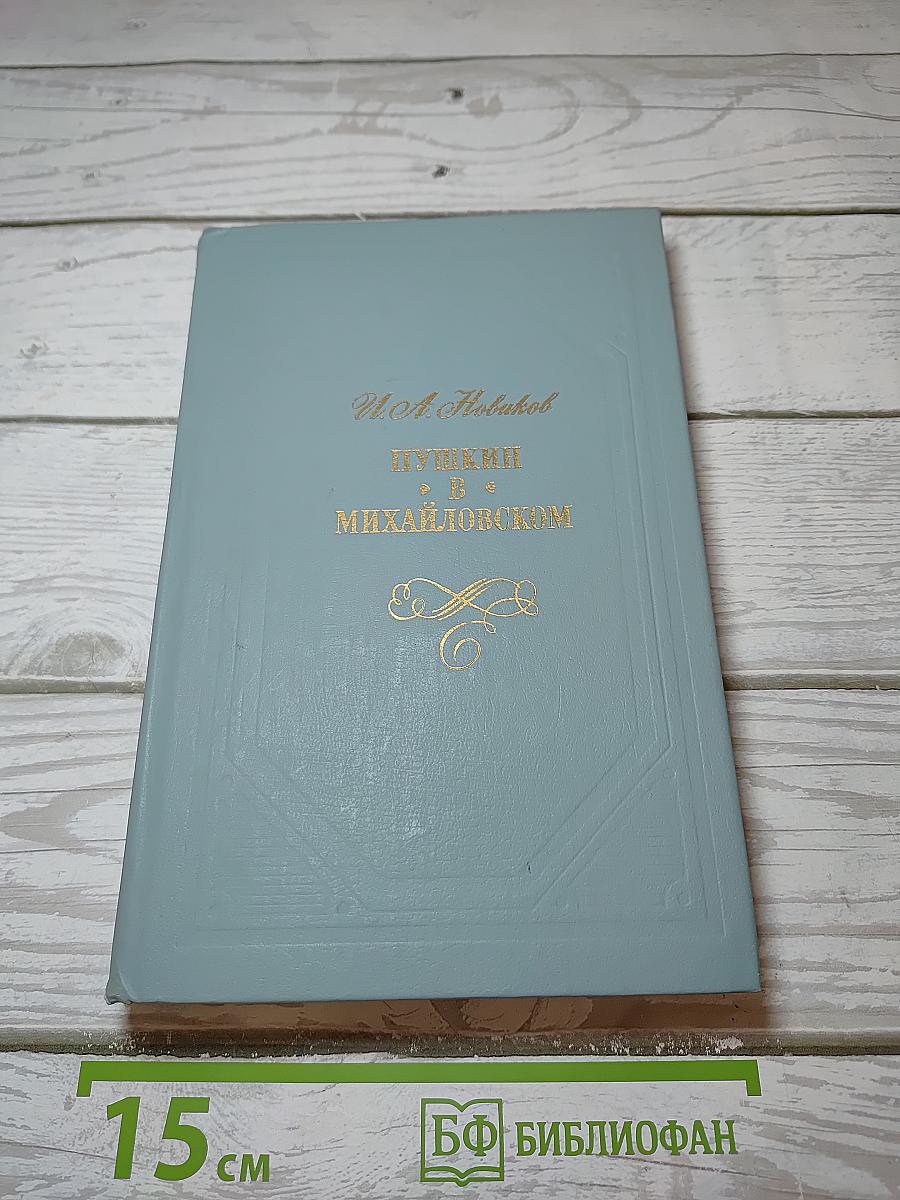 И. А. Новиков
ПУШКИН
В
МИХАЙЛОВСКОМ
15 см
БФ БИБЛИОФАН